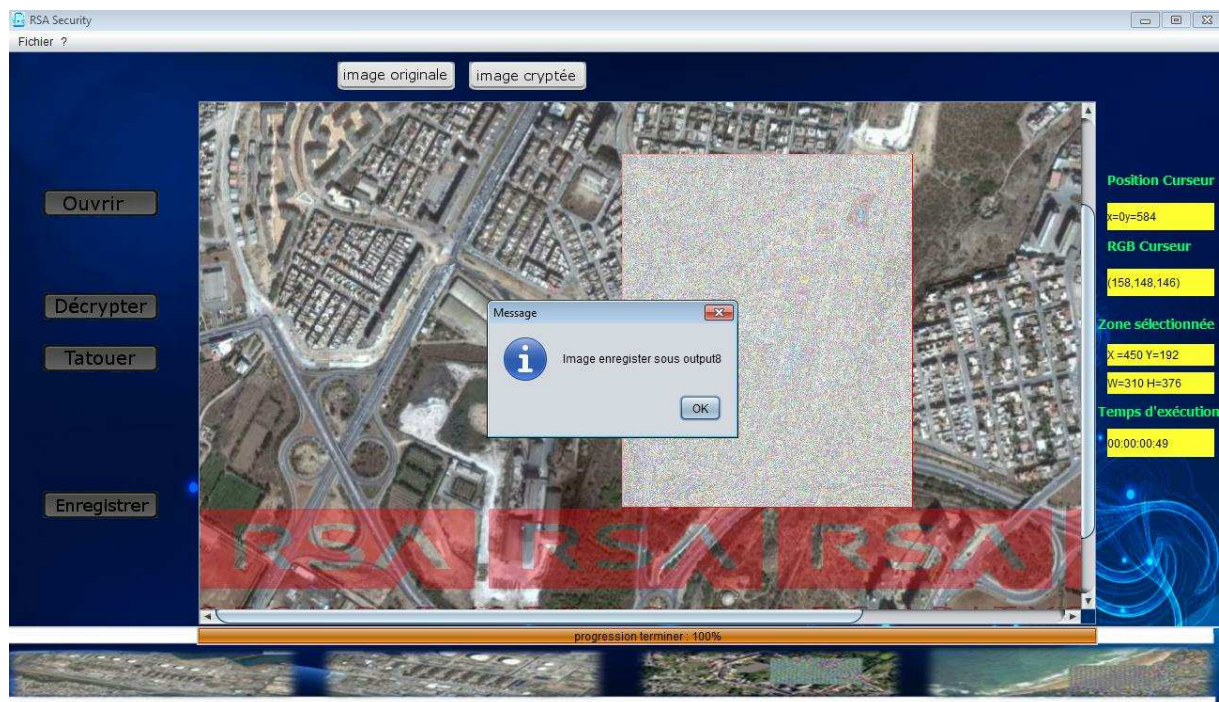 RSA Security
Fichier ?
image originale
image cryptée
Ouvrir
Décrypter
Tatouer
Enregistrer
Position Curseur
x=0y=584
RGB Curseur
(158,148,146)
Zone sélectionnée
X =450 Y=192
W=310 H=376
Temps d'exécution
00:00:00:49
Message
Image enregister sous output8
OK
RSA RSA RSA
progression terminer : 100%